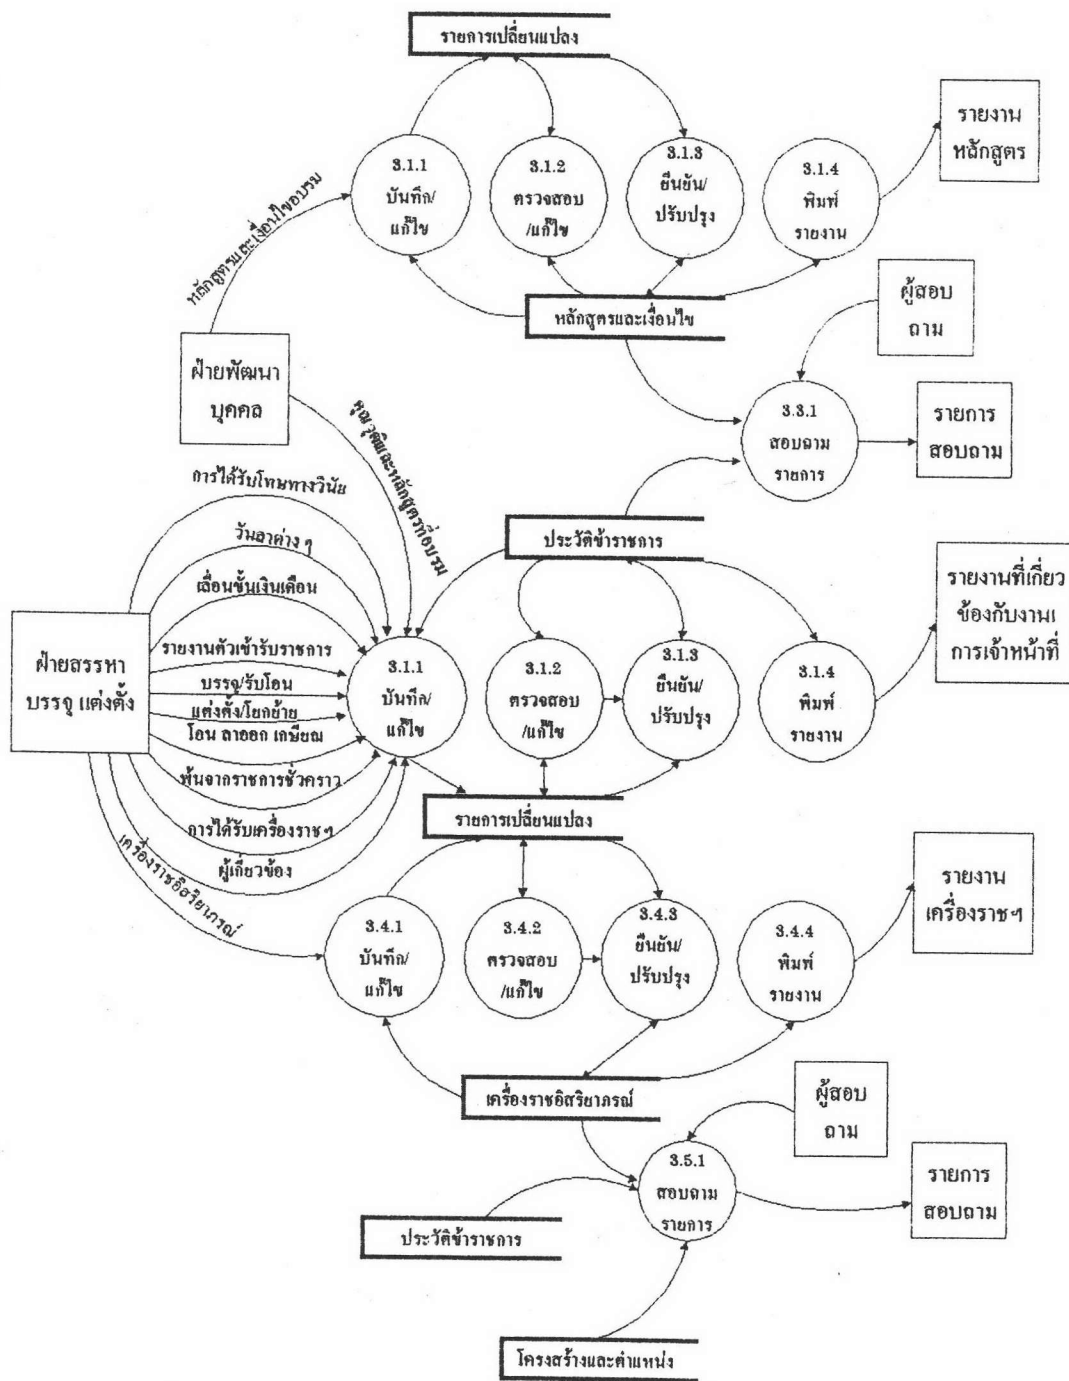 รายการเปลี่ยนแปลง
รายงาน
หลักสูตร
3.1.1
บันทึก/
แก้ไข
3.1.2
ตรวจสอบ
/แก้ไข
3.1.3
ยืนยัน/
ปรับปรุง
3.1.4
พิมพ์
รายงาน
หลักสูตรและเงื่อนไขอบรม
หลักสูตรและเงื่อนไข
ผู้สอบ
ถาม
ฝ่ายพัฒนา
บุคคล
3.3.1
สอบถาม
รายการ
รายการ
สอบถาม
คุณวุฒิและหลักสูตรที่อบรม
การได้รับโทษทางวินัย
วันลาต่าง ๆ
เลื่อนขั้นเงินเดือน
รายงานตัวเข้ารับราชการ
บรรจุ/รับโอน
แต่งตั้ง/โยกย้าย
โอน ลาออก เกษียณ
พ้นจากราชการชั่วคราว
การได้รับเครื่องราชฯ
ผู้เกี่ยวข้อง
เครื่องราชอิสริยาภรณ์
ฝ่ายสรรหา
บรรจุ แต่งตั้ง
ประวัติข้าราชการ
รายงานที่เกี่ยว
ข้องกับงานเ
การเจ้าหน้าที่
3.1.1
บันทึก/
แก้ไข
3.1.2
ตรวจสอบ
/แก้ไข
3.1.3
ยืนยัน/
ปรับปรุง
3.1.4
พิมพ์
รายงาน
รายการเปลี่ยนแปลง
รายงาน
เครื่องราชฯ
3.4.1
บันทึก/
แก้ไข
3.4.2
ตรวจสอบ
/แก้ไข
3.4.3
ยืนยัน/
ปรับปรุง
3.4.4
พิมพ์
รายงาน
เครื่องราชอิสริยาภรณ์
ผู้สอบ
ถาม
3.5.1
สอบถาม
รายการ
รายการ
สอบถาม
ประวัติข้าราชการ
โครงสร้างและตำแหน่ง